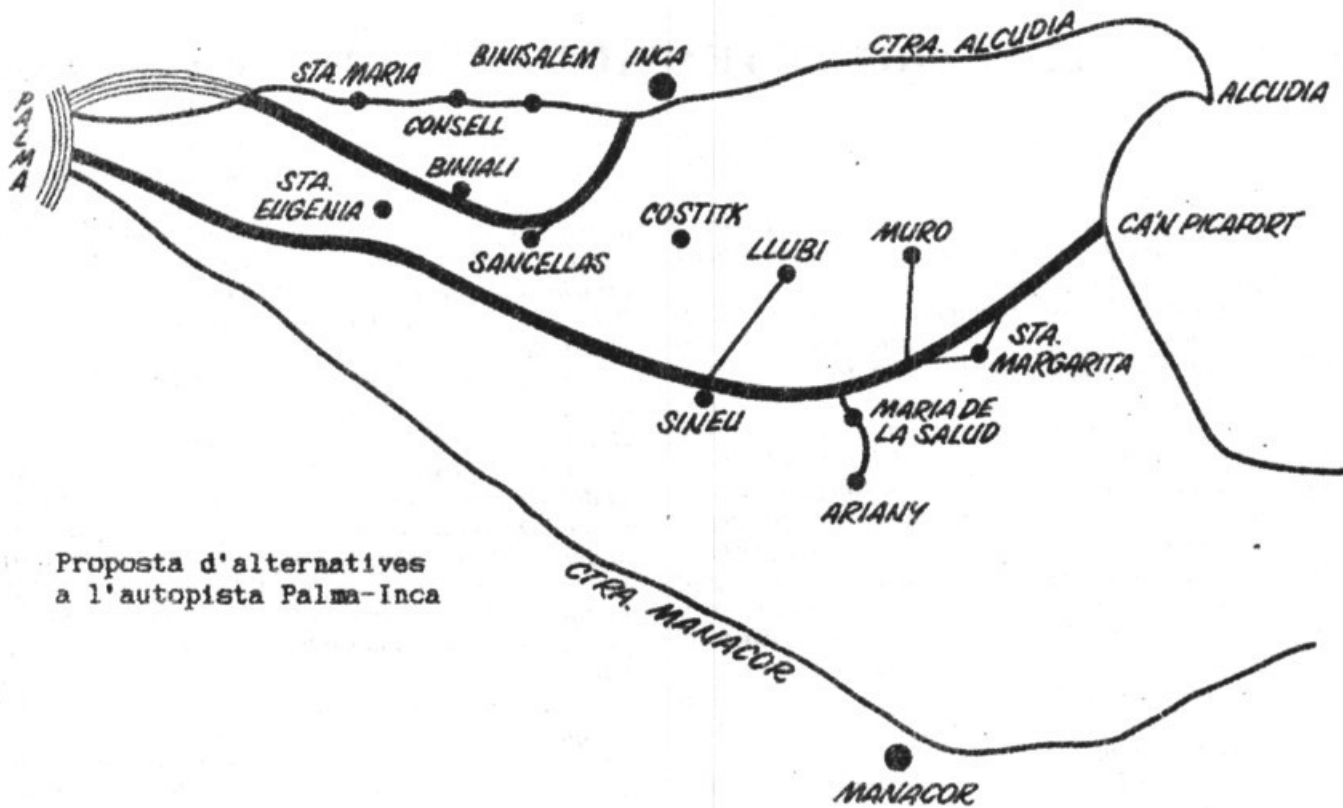 CTRA. ALCUDIA
BINISALEM
INCA
STA. MARIA
PALMA
ALCUDIA
CONSELL
BINIALI
STA.
EUGENIA
COSTITX
SANCELLAS
LLUBI
MURO
CA'N PICAFORT
STA.
MARGARITA
SINEU
MARIA DE
LA SALUD
ARIANY
Proposta d'alternatives
a l'autopista Palma-Inca
CTRA. MANACOR
MANACOR